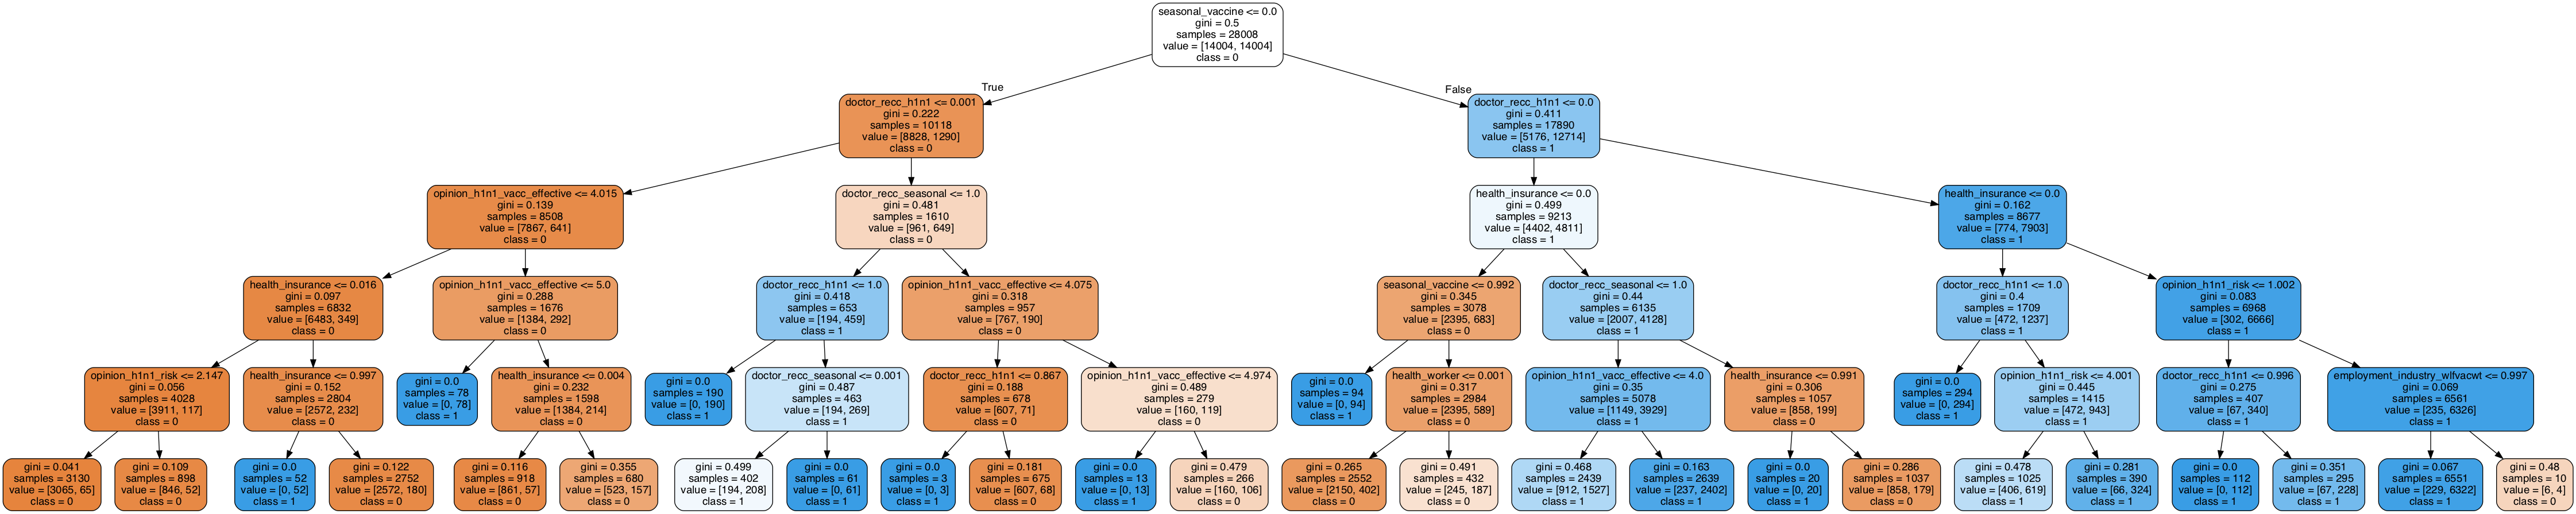 seasonal_vaccine <= 0.0
gini = 0.5
samples = 28008
value = [14004, 14004]
class = 0
True
False
doctor_recc_h1n1 <= 0.001
gini = 0.222
samples = 10118
value = [8828, 1290]
class = 0
doctor_recc_h1n1 <= 0.0
gini = 0.411
samples = 17890
value = [5176, 12714]
class = 1
opinion_h1n1_vacc_effective <= 4.015
gini = 0.139
samples = 8508
value = [7867, 641]
class = 0
doctor_recc_seasonal <= 1.0
gini = 0.481
samples = 1610
value = [961, 649]
class = 0
health_insurance <= 0.0
gini = 0.499
samples = 9213
value = [4402, 4811]
class = 1
health_insurance <= 0.0
gini = 0.162
samples = 8677
value = [774, 7903]
class = 1
health_insurance <= 0.016
gini = 0.097
samples = 6832
value = [6483, 349]
class = 0
opinion_h1n1_vacc_effective <= 5.0
gini = 0.288
samples = 1676
value = [1384, 292]
class = 0
doctor_recc_h1n1 <= 1.0
gini = 0.418
samples = 653
value = [194, 459]
class = 1
opinion_h1n1_vacc_effective <= 4.075
gini = 0.318
samples = 957
value = [767, 190]
class = 0
seasonal_vaccine <= 0.992
gini = 0.345
samples = 3078
value = [2395, 683]
class = 0
doctor_recc_seasonal <= 1.0
gini = 0.44
samples = 6135
value = [2007, 4128]
class = 1
doctor_recc_h1n1 <= 1.0
gini = 0.4
samples = 1709
value = [472, 1237]
class = 1
opinion_h1n1_risk <= 1.002
gini = 0.083
samples = 6968
value = [302, 6666]
class = 1
opinion_h1n1_risk <= 2.147
gini = 0.056
samples = 4028
value = [3911, 117]
class = 0
health_insurance <= 0.997
gini = 0.152
samples = 2804
value = [2572, 232]
class = 0
gini = 0.0
samples = 78
value = [0, 78]
class = 1
health_insurance <= 0.004
gini = 0.232
samples = 1598
value = [1384, 214]
class = 0
gini = 0.0
samples = 190
value = [0, 190]
class = 1
doctor_recc_seasonal <= 0.001
gini = 0.487
samples = 463
value = [194, 269]
class = 1
doctor_recc_h1n1 <= 0.867
gini = 0.188
samples = 678
value = [607, 71]
class = 0
opinion_h1n1_vacc_effective <= 4.974
gini = 0.489
samples = 279
value = [160, 119]
class = 0
gini = 0.0
samples = 94
value = [0, 94]
class = 1
health_worker <= 0.001
gini = 0.317
samples = 2984
value = [2395, 589]
class = 0
opinion_h1n1_vacc_effective <= 4.0
gini = 0.35
samples = 5078
value = [1149, 3929]
class = 1
health_insurance <= 0.991
gini = 0.306
samples = 1057
value = [858, 199]
class = 0
gini = 0.0
samples = 294
value = [0, 294]
class = 1
opinion_h1n1_risk <= 4.001
gini = 0.445
samples = 1415
value = [472, 943]
class = 1
doctor_recc_h1n1 <= 0.996
gini = 0.275
samples = 407
value = [67, 340]
class = 1
employment_industry_wlfvacwt <= 0.997
gini = 0.069
samples = 6561
value = [235, 6326]
class = 1
gini = 0.041
samples = 3130
value = [3065, 65]
class = 0
gini = 0.109
samples = 898
value = [846, 52]
class = 0
gini = 0.0
samples = 52
value = [0, 52]
class = 1
gini = 0.122
samples = 2752
value = [2572, 180]
class = 0
gini = 0.116
samples = 918
value = [861, 57]
class = 0
gini = 0.355
samples = 680
value = [523, 157]
class = 0
gini = 0.499
samples = 402
value = [194, 208]
class = 1
gini = 0.0
samples = 61
value = [0, 61]
class = 1
gini = 0.0
samples = 3
value = [0, 3]
class = 1
gini = 0.181
samples = 675
value = [607, 68]
class = 0
gini = 0.0
samples = 13
value = [0, 13]
class = 1
gini = 0.479
samples = 266
value = [160, 106]
class = 0
gini = 0.265
samples = 2552
value = [2150, 402]
class = 0
gini = 0.491
samples = 432
value = [245, 187]
class = 0
gini = 0.468
samples = 2439
value = [912, 1527]
class = 1
gini = 0.163
samples = 2639
value = [237, 2402]
class = 1
gini = 0.0
samples = 20
value = [0, 20]
class = 1
gini = 0.286
samples = 1037
value = [858, 179]
class = 0
gini = 0.478
samples = 1025
value = [406, 619]
class = 1
gini = 0.281
samples = 390
value = [66, 324]
class = 1
gini = 0.0
samples = 112
value = [0, 112]
class = 1
gini = 0.351
samples = 295
value = [67, 228]
class = 1
gini = 0.067
samples = 6551
value = [229, 6322]
class = 1
gini = 0.48
samples = 10
value = [6, 4]
class = 0